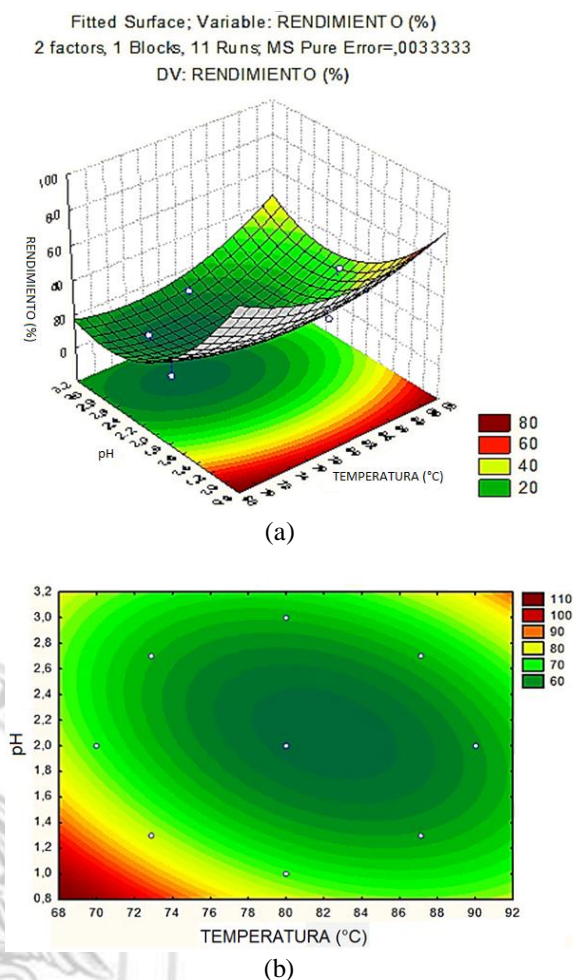 Fitted Surface; Variable: RENDIMIENTO (%)
2 factors, 1 Blocks, 11 Runs; MS Pure Error=,0033333
DV: RENDIMIENTO (%)
100
80
60
40
20
0
RENDIMIENTO (%)
pH
TEMPERATURA (°C)
80
60
40
20
(a)
3,2
3,0
2,8
2,6
2,4
2,2
2,0
1,8
1,6
1,4
1,2
1,0
0,8
pH
68 70 72 74 76 78 80 82 84 86 88 90 92
TEMPERATURA (°C)
110
100
90
80
70
60
(b)